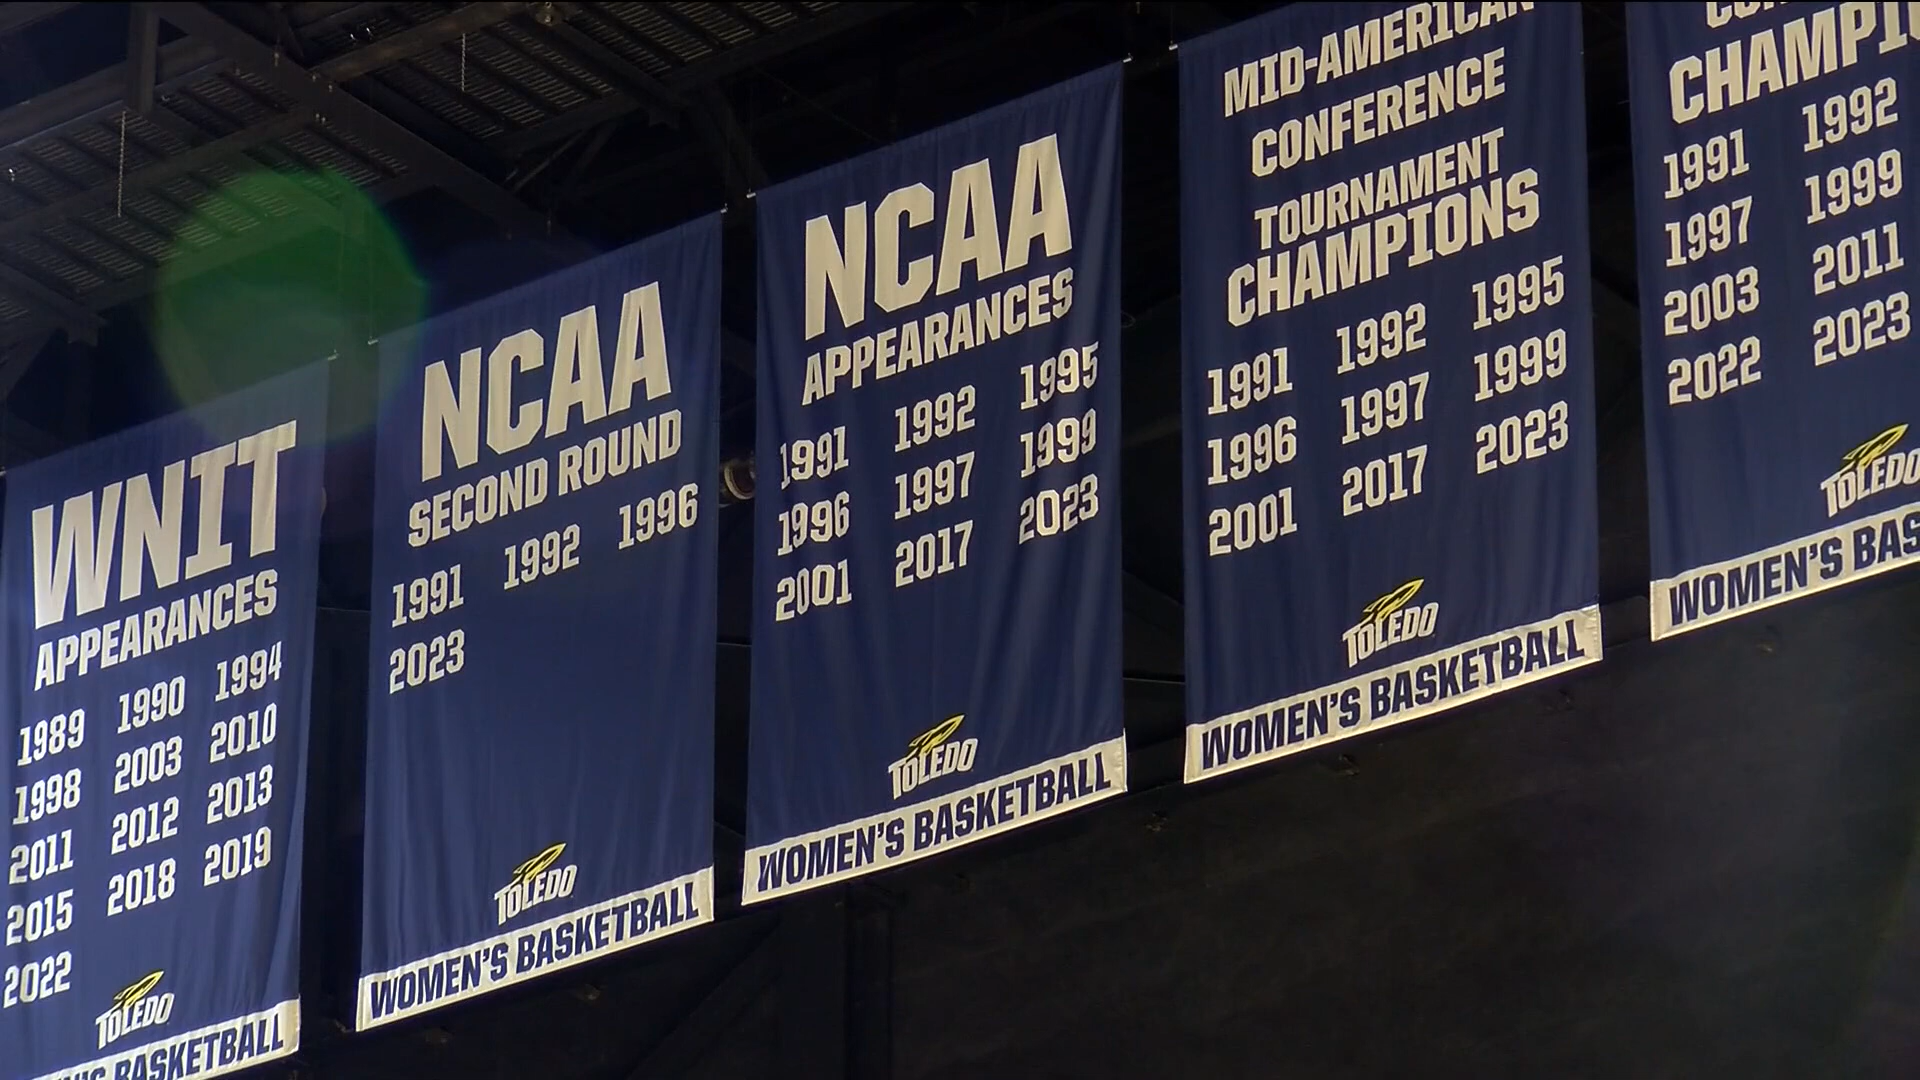 WNIT
APPEARANCES
1989 1990 1994
1998 2003 2010
2011 2012 2013
2015 2018 2019
2022
TOLEDO
BASKETBALL
NCAA
SECOND ROUND
1991 1992 1996
2023
TOLEDO
WOMEN'S BASKETBALL
NCAA
APPEARANCES
1991 1992 1995
1996 1997 1999
2001 2017 2023
TOLEDO
WOMEN'S BASKETBALL
MID-AMERICAN
CONFERENCE
TOURNAMENT
CHAMPIONS
1991 1992 1995
1996 1997 1999
2001 2017 2023
TOLEDO
WOMEN'S BASKETBALL
CHAMPI
1991 1992
1997 1999
2003 2011
2022 2023
TOLEDO
WOMEN'S BAS